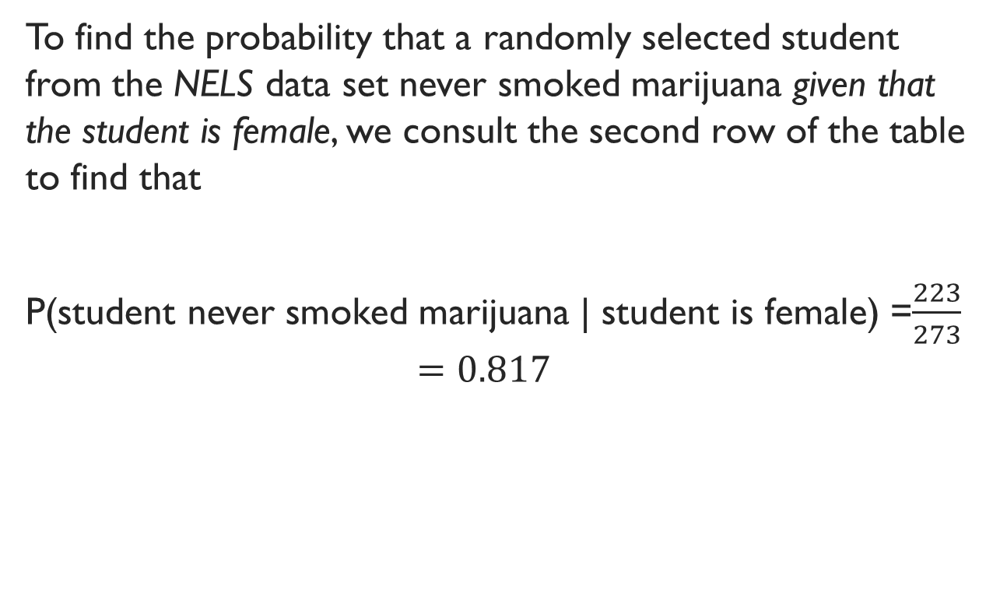 To find the probability that a randomly selected student
from the NELS data set never smoked marijuana given that
the student is female, we consult the second row of the table
to find that
P(student never smoked marijuana | student is female) =223/273
= 0.817